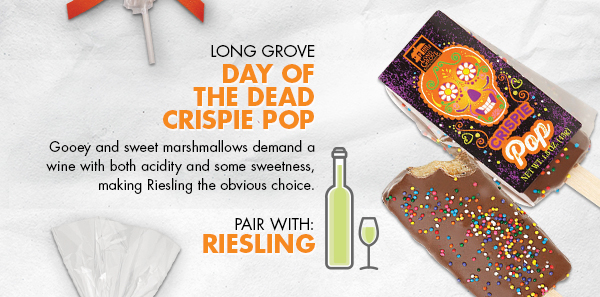 LONG GROVE
DAY OF
THE DEAD
CRISPIE POP
Gooey and sweet marshmallows demand a
wine with both acidity and some sweetness,
making Riesling the obvious choice.
PAIR WITH:
RIESLING
CRISPIE
Pop